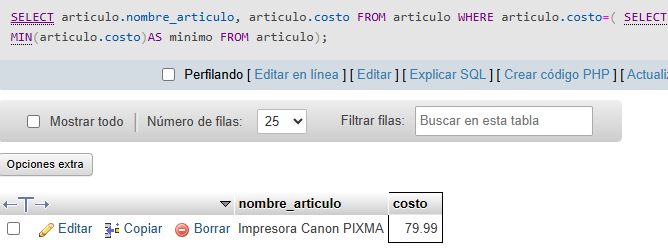 SELECT articulo.nombre_articulo, articulo.costo FROM articulo WHERE articulo.costo=( SELECT
MIN(articulo.costo)AS minimo FROM articulo);
Perfilando [ Editar en línea ] [ Editar ] [ Explicar SQL ] [ Crear código PHP ] [ Actualiz
Mostrar todo Número de filas: 25 Filtrar filas: Buscar en esta tabla
Opciones extra
nombre_articulo costo
Editar Copiar Borrar Impresora Canon PIXMA 79.99